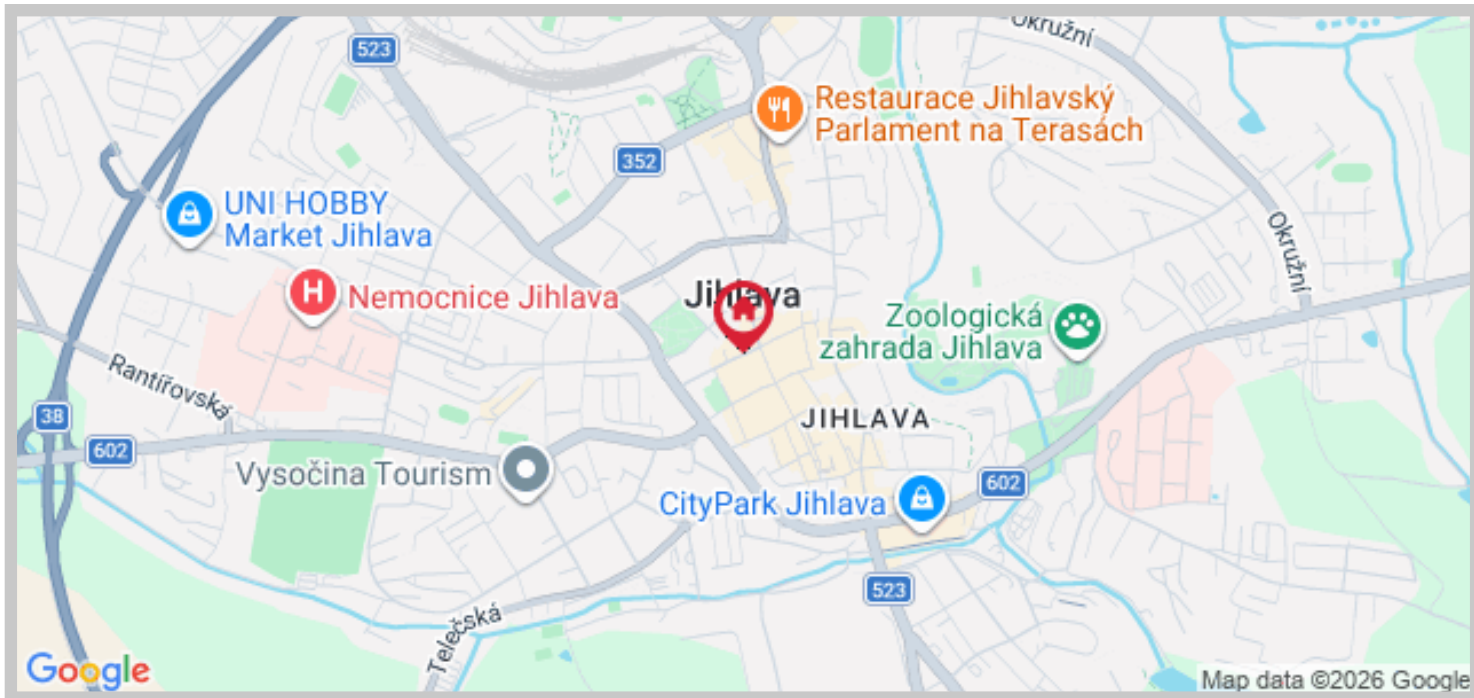 Okružní
523
Restaurace Jihlavský
Parlament na Terasách
352
UNI HOBBY
Market Jihlava
Okružní
Nemocnice Jihlava
Jihlava
Zoologická
zahrada Jihlava
Rantířovská
38
JIHLAVA
602
Vysočina Tourism
602
CityPark Jihlava
523
Telečská
Google
Map data ©2026 Google